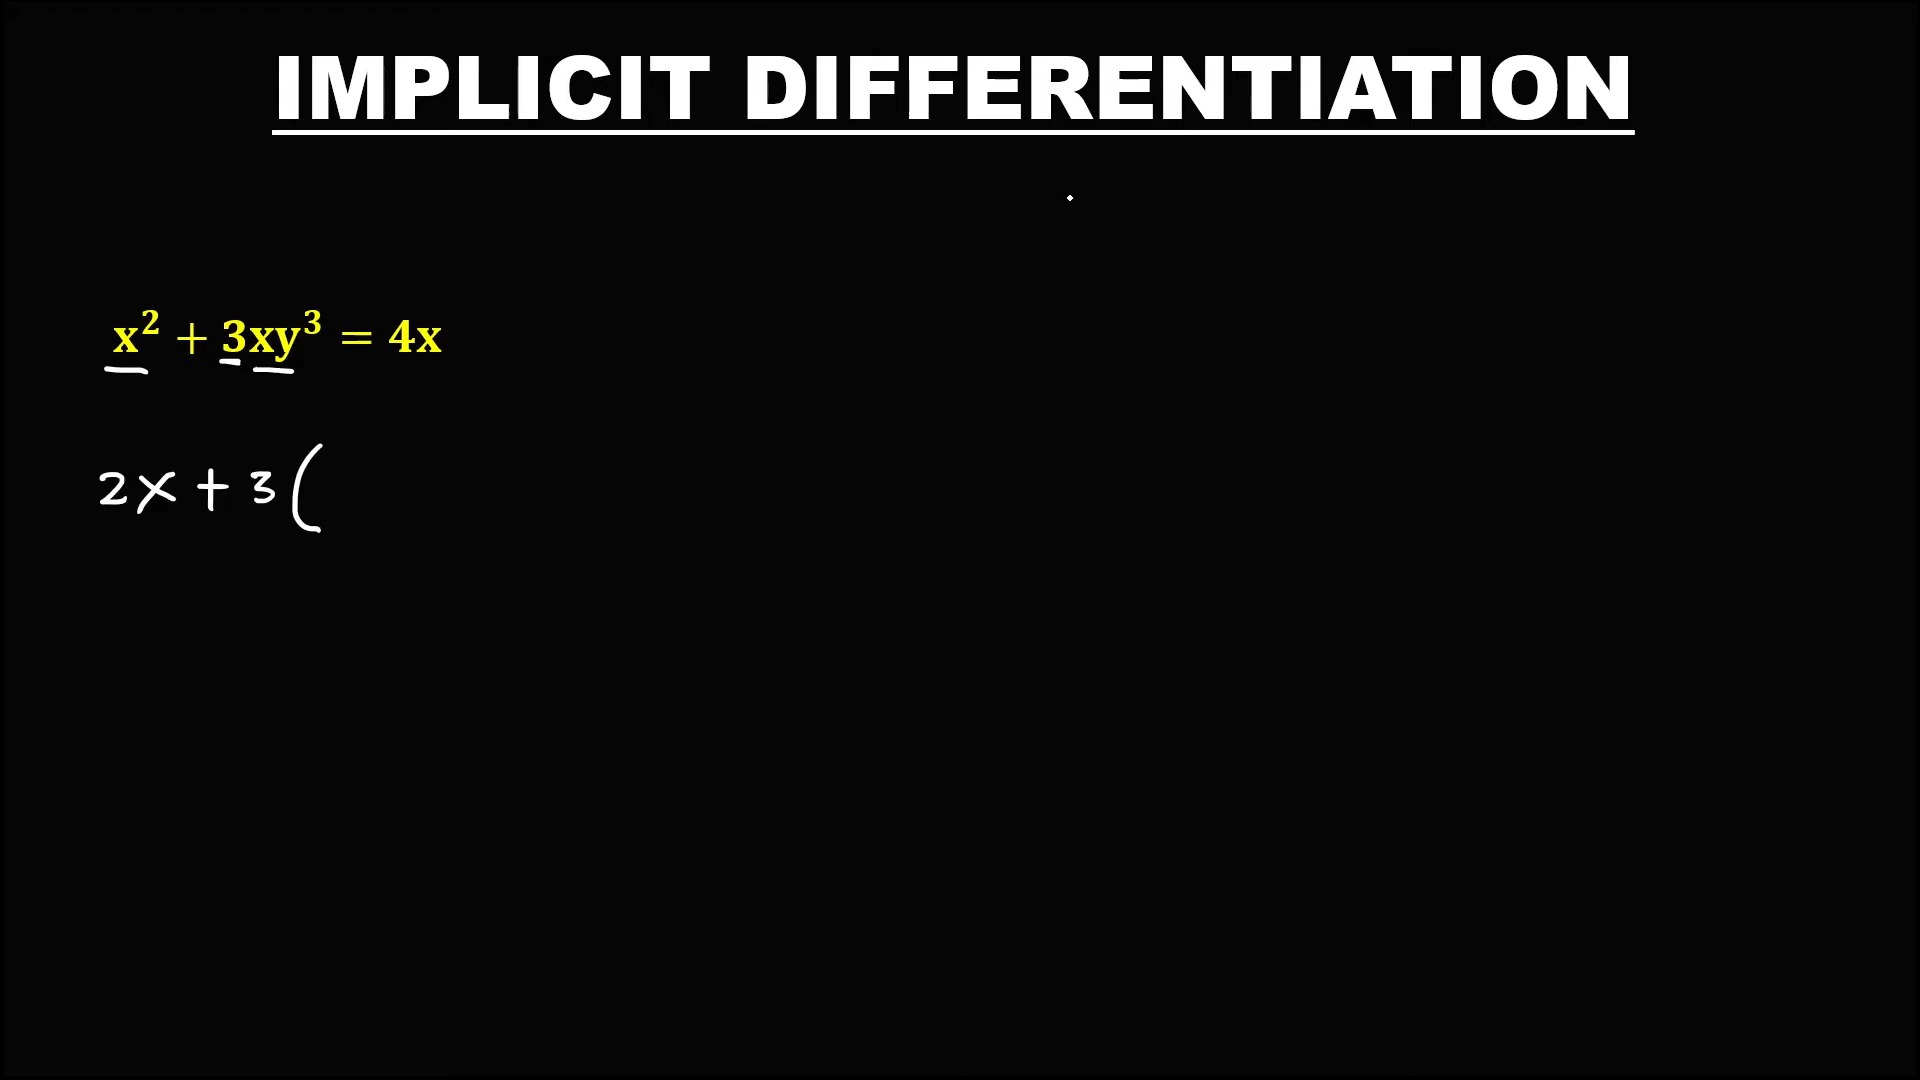 IMPLICIT DIFFERENTIATION
x² + 3xy³ = 4x
2x + 3 (